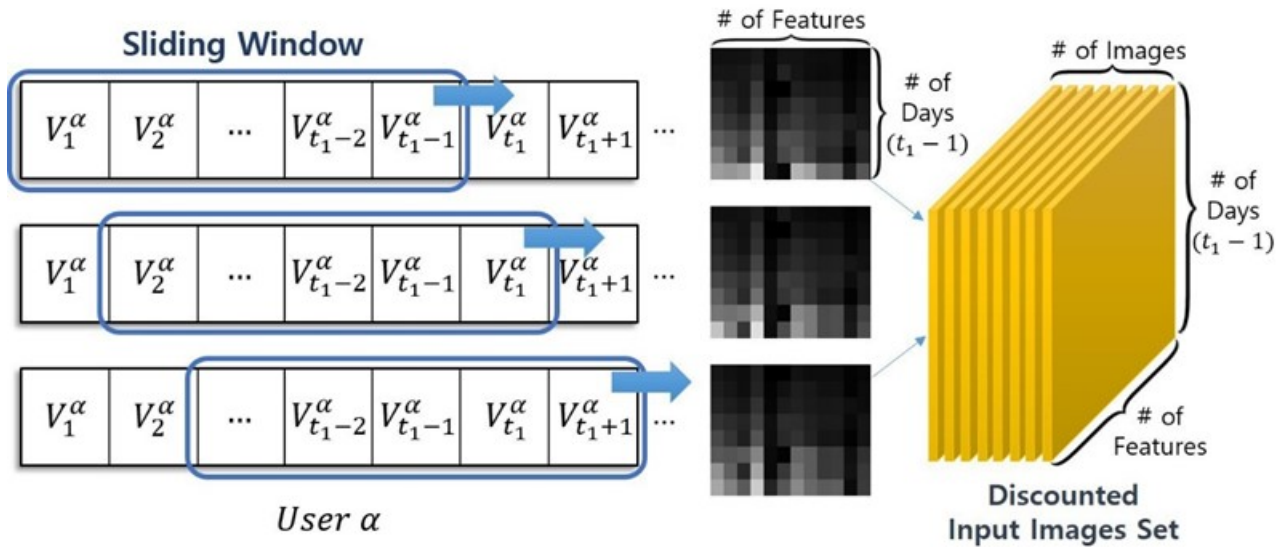 Sliding Window
V_1^α V_2^α ... V_{t_1-2}^α V_{t_1-1}^α V_{t_1}^α V_{t_1+1}^α ...
V_1^α V_2^α ... V_{t_1-2}^α V_{t_1-1}^α V_{t_1}^α V_{t_1+1}^α ...
V_1^α V_2^α ... V_{t_1-2}^α V_{t_1-1}^α V_{t_1}^α V_{t_1+1}^α ...
User α
# of Features
# of
Days
(t_1 − 1)
# of Images
# of
Days
(t_1 − 1)
# of
Features
Discounted
Input Images Set